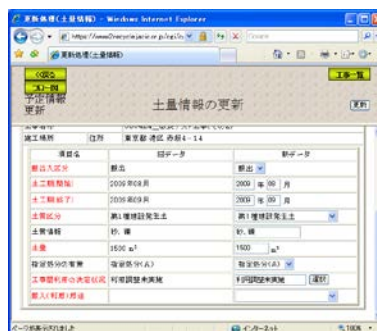 更新処理(土量情報) - Windows Internet Explorer
更新処理(土量情報)
<<戻る
工事一覧
予定情報
更新
土量情報の更新
更新
施工場所 住所 東京都 港区 赤坂4-14
項目名 旧データ 新データ
搬出入区分 搬出 搬出
土工期(開始) 2009年08月 2009 年 08 月
土工期(終了) 2009年09月 2009 年 09 月
土質区分 第1種建設発生土 第1種建設発生土
土質情報 砂、礫 砂、礫
土量 1500 m³ 1500 m³
指定処分の有無 指定処分(A) 指定処分(A)
工事間利用の決定状況 利用調整未実施 利用調整未実施 選択
搬入(利用)用途
ページが表示されました インターネット 100%